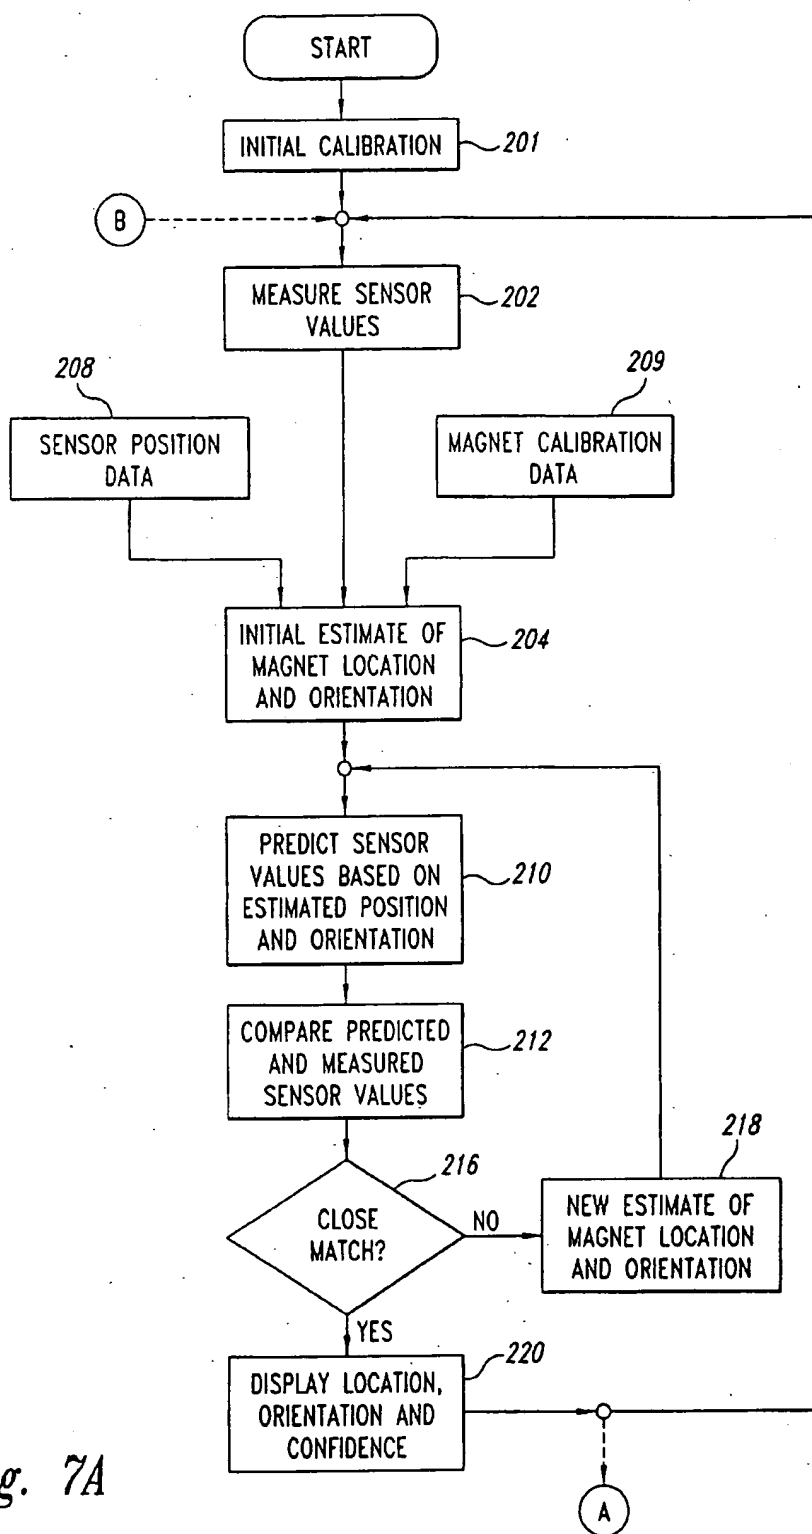 START
INITIAL CALIBRATION
201
B
MEASURE SENSOR
VALUES
202
208
SENSOR POSITION
DATA
209
MAGNET CALIBRATION
DATA
INITIAL ESTIMATE OF
MAGNET LOCATION
AND ORIENTATION
204
PREDICT SENSOR
VALUES BASED ON
ESTIMATED POSITION
AND ORIENTATION
210
COMPARE PREDICTED
AND MEASURED
SENSOR VALUES
212
216
CLOSE
MATCH?
NO
218
NEW ESTIMATE OF
MAGNET LOCATION
AND ORIENTATION
YES
220
DISPLAY LOCATION,
ORIENTATION AND
CONFIDENCE
g. 7A
A